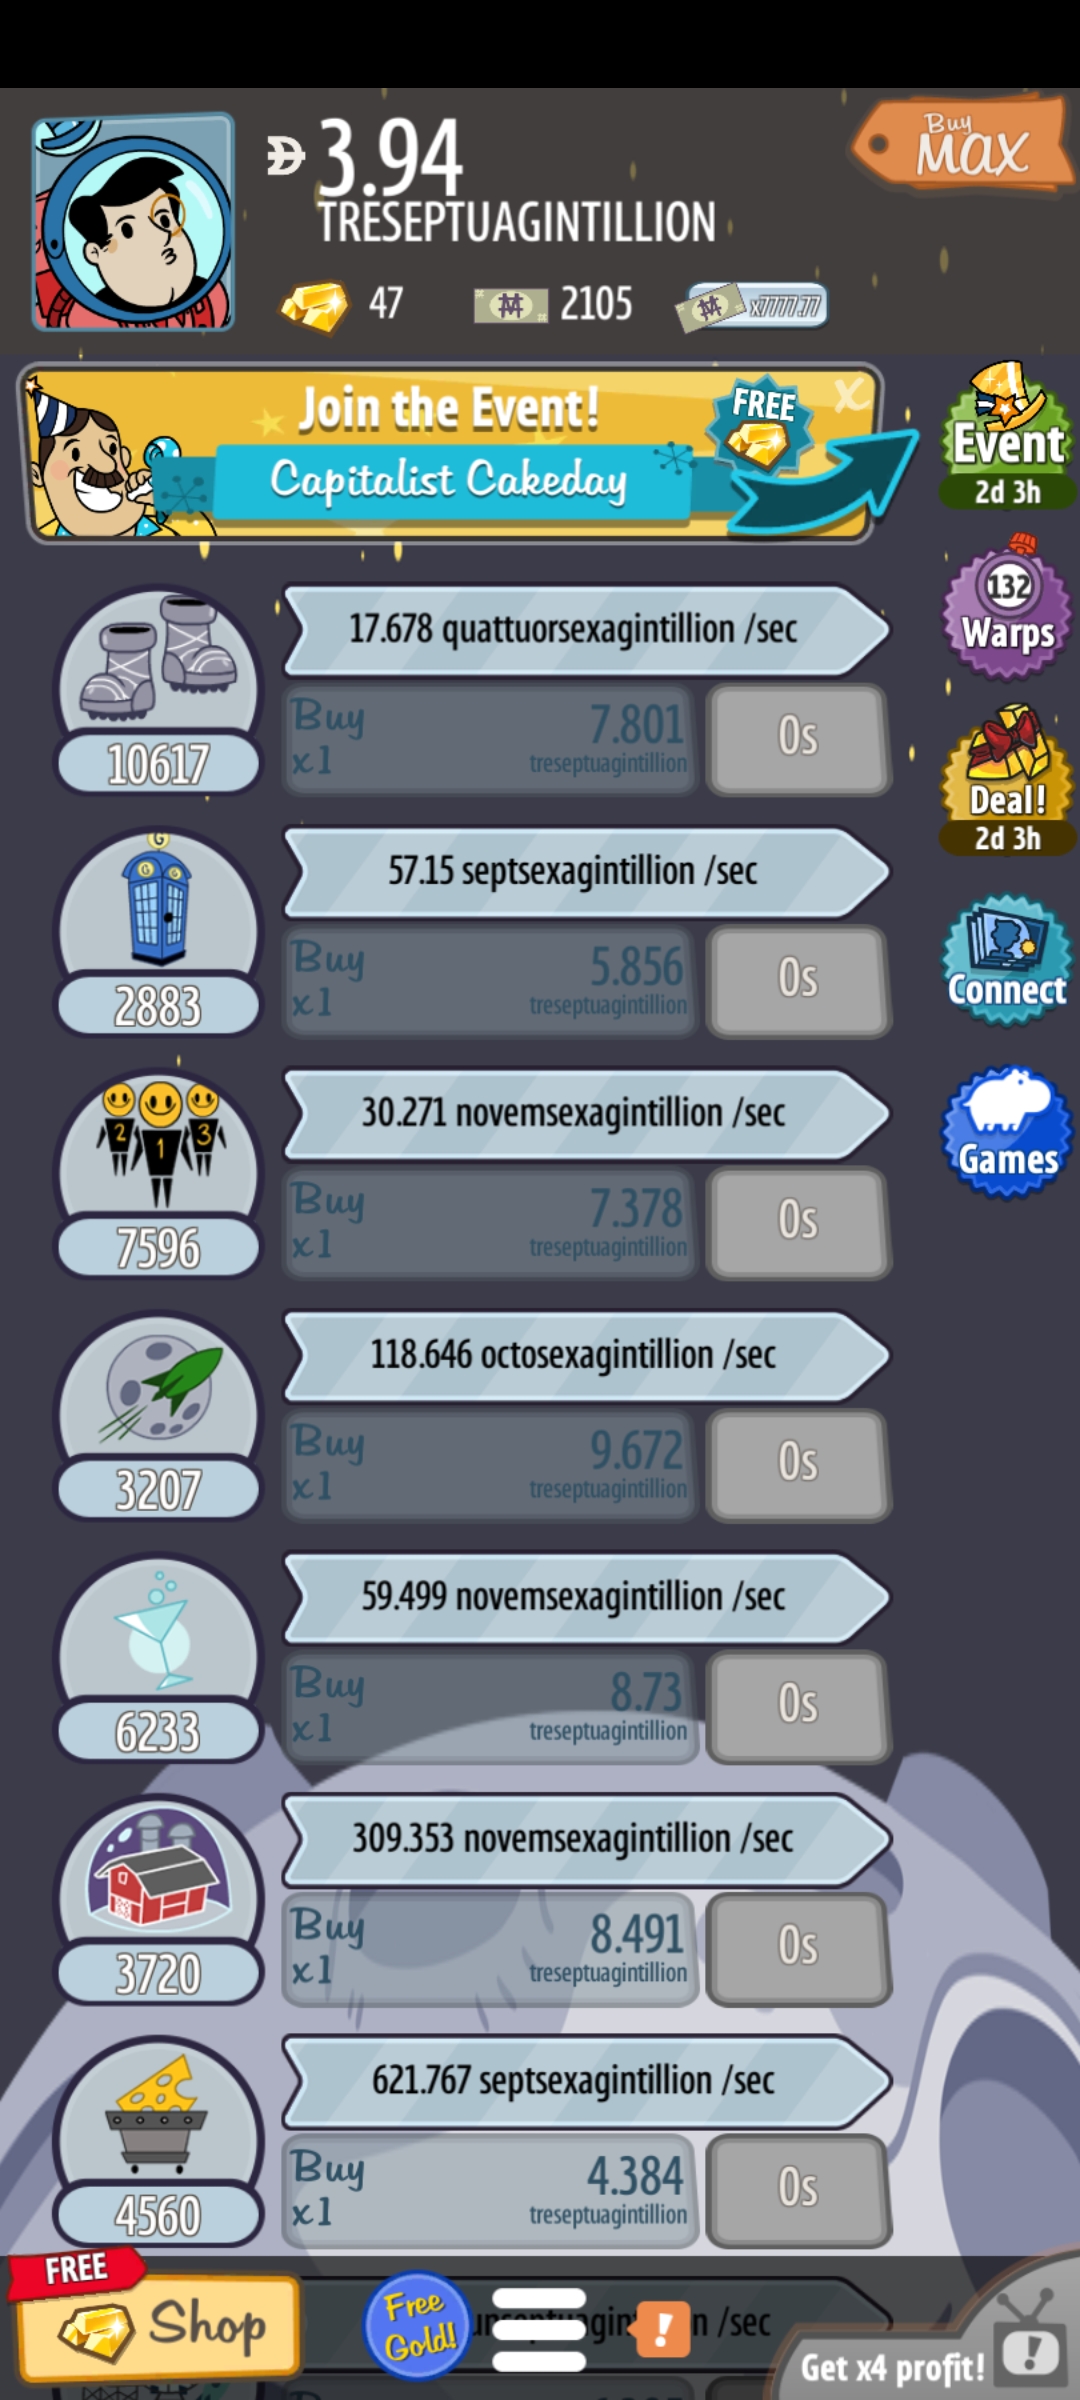 Buy
MAX
3.94
TRESEPTUAGINTILLION
47
2105
x7777.77
Join the Event!
Capitalist Cakeday
FREE
X
Event
2d 3h
17.678 quattuorsexagintillion /sec
Buy
x1
7.801
treseptuagintillion
0s
10617
132
Warps
Deal!
2d 3h
G
G G
57.15 septsexagintillion /sec
Buy
x1
5.856
treseptuagintillion
0s
2883
Connect
2 1 3
30.271 novemsexagintillion /sec
Buy
x1
7.378
treseptuagintillion
0s
7596
Games
118.646 octosexagintillion /sec
Buy
x1
9.672
treseptuagintillion
0s
3207
59.499 novemsexagintillion /sec
Buy
x1
8.73
treseptuagintillion
0s
6233
309.353 novemsexagintillion /sec
Buy
x1
8.491
treseptuagintillion
0s
3720
621.767 septsexagintillion /sec
Buy
x1
4.384
treseptuagintillion
0s
4560
FREE
Shop
Free
Gold!
!
/sec
Get x4 profit!
!